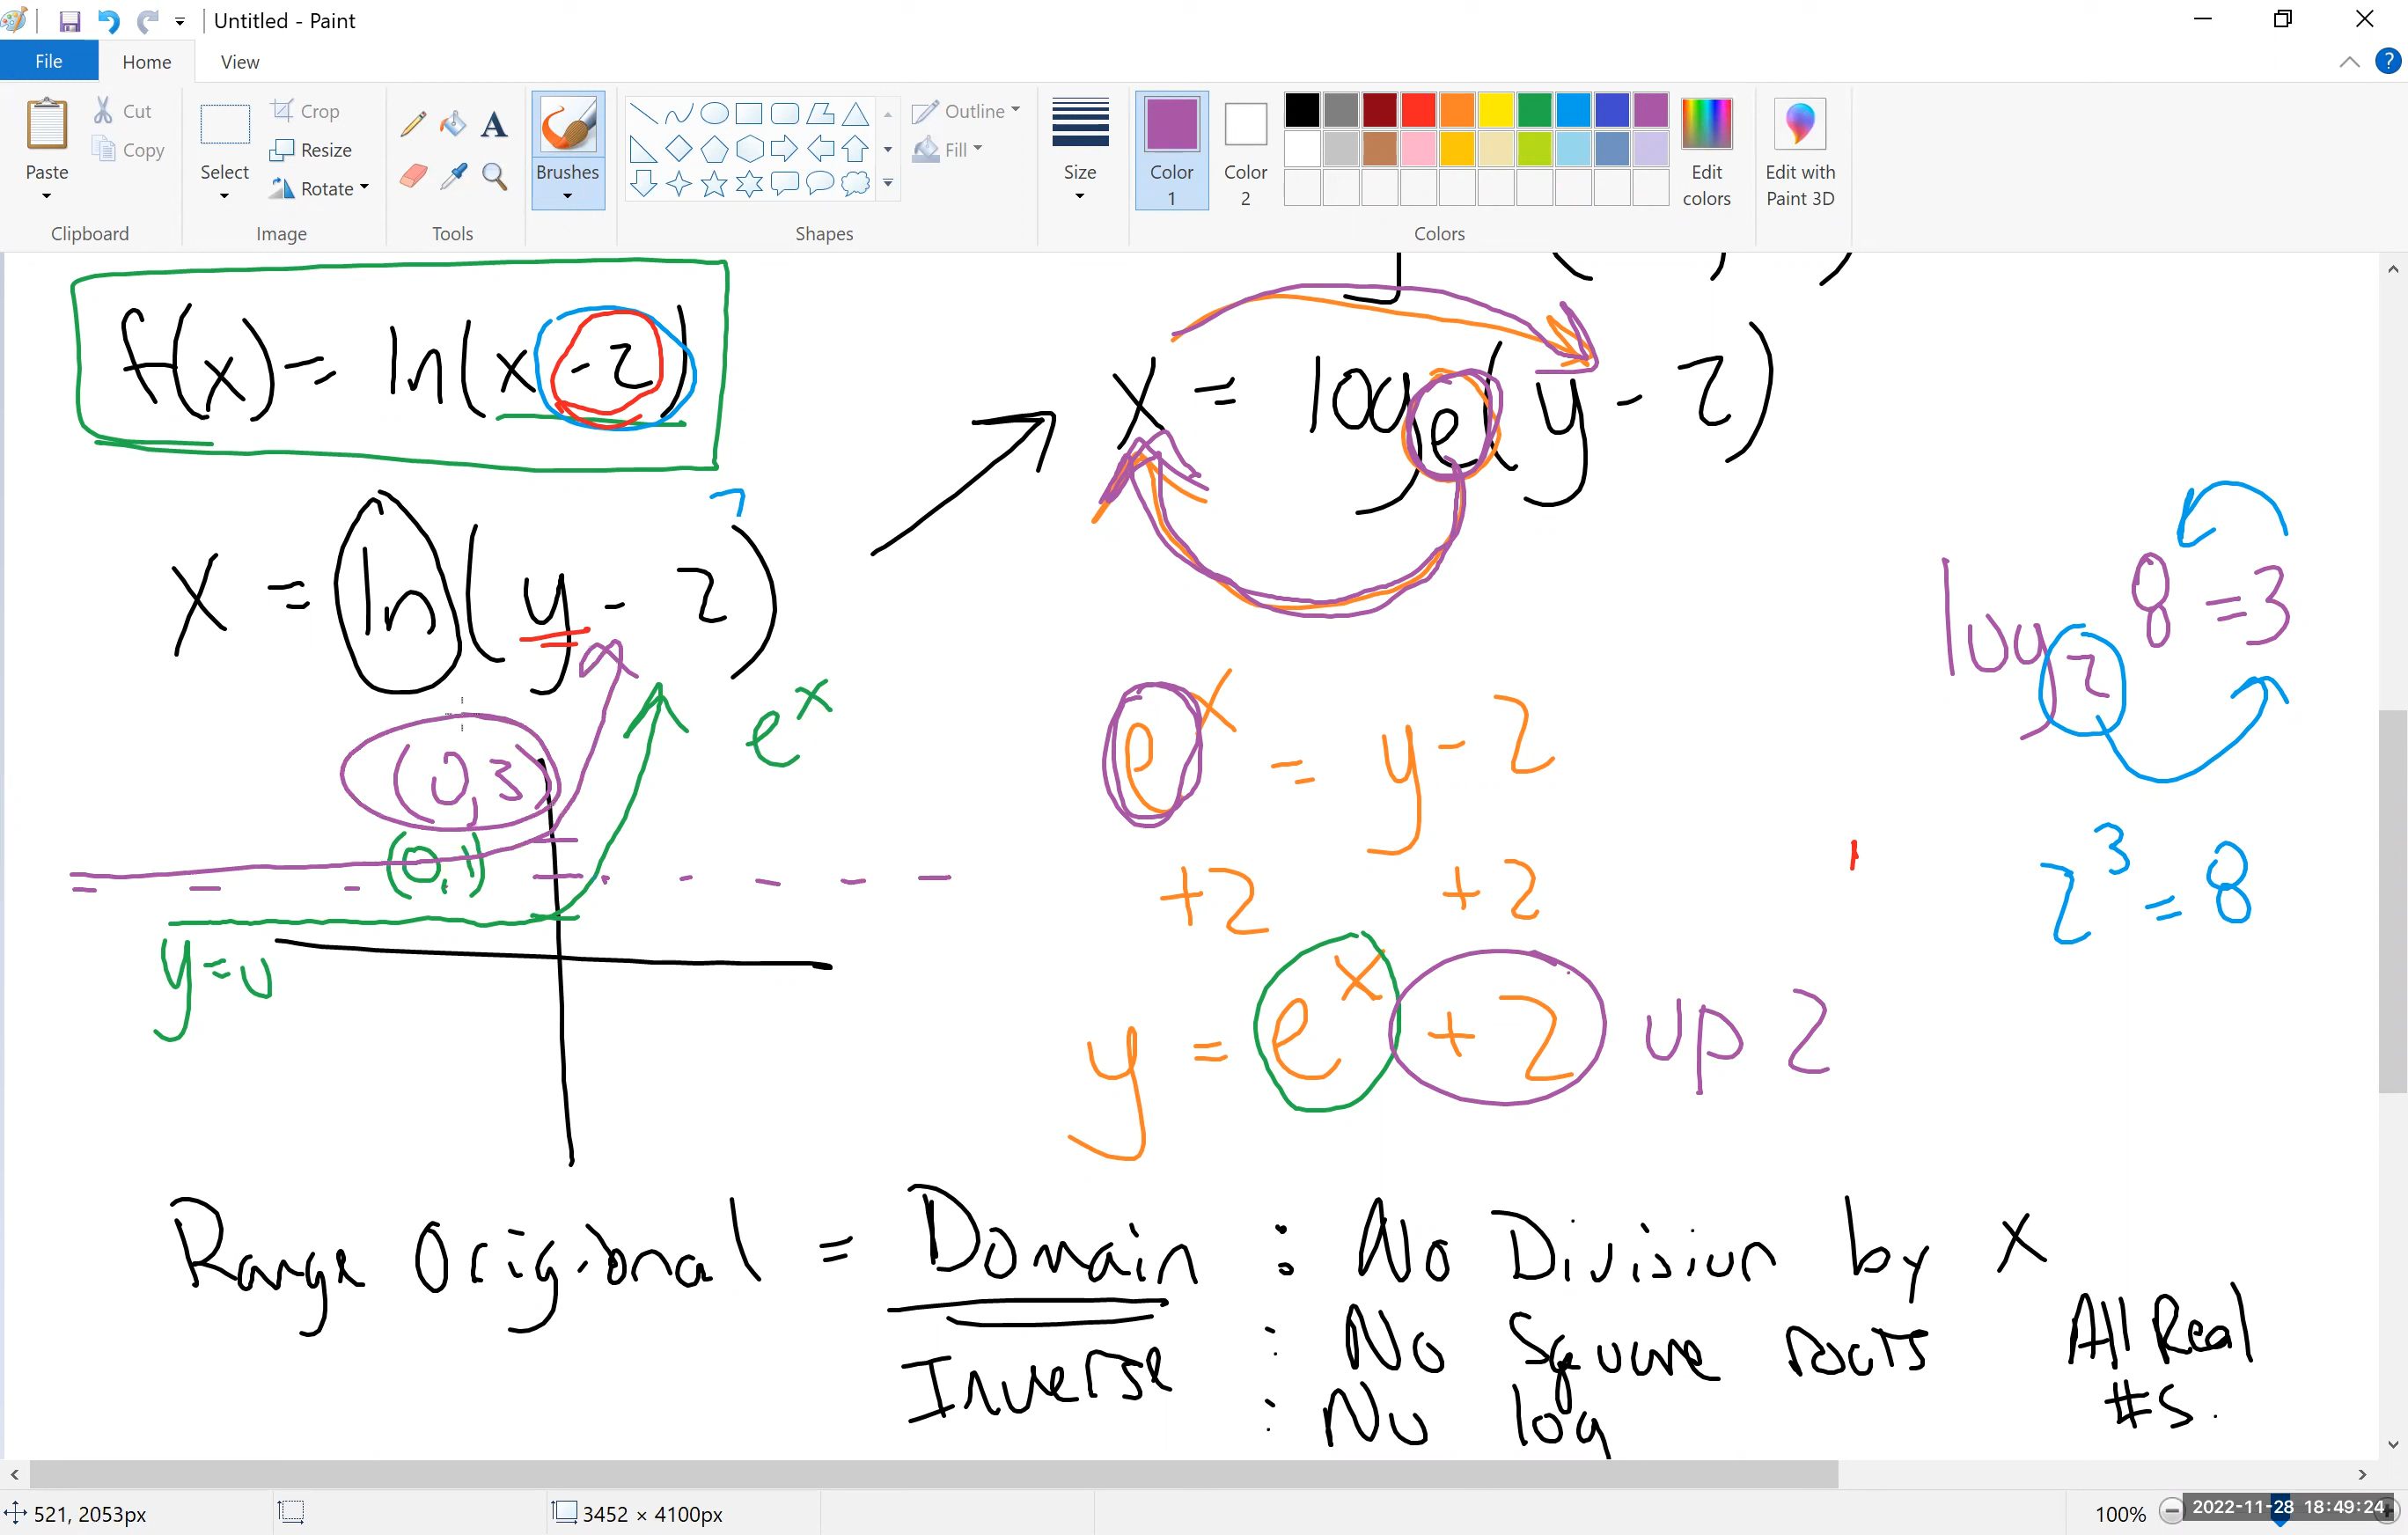 Untitled - Paint
File Home View
Paste Cut Copy Clipboard
Select Crop Resize Rotate Image
Tools
Brushes
Shapes Outline Fill
Size
Color 1 Color 2
Edit colors
Colors
Edit with Paint 3D
f(x) = ln(x - 2)
x = ln(y - 2)
e^x
(0,3)
(0,1)
y=0
x = log_e(y - 2)
e^x = y - 2
+2 +2
y = e^x + 2 up 2
log_2 8 = 3
2^3 = 8
Range Original = Domain : No Division by x
Inverse : No Square roots
: No log
All Real
#s.
521, 2053px 3452 × 4100px 100%
2022-11-28 18:49:24